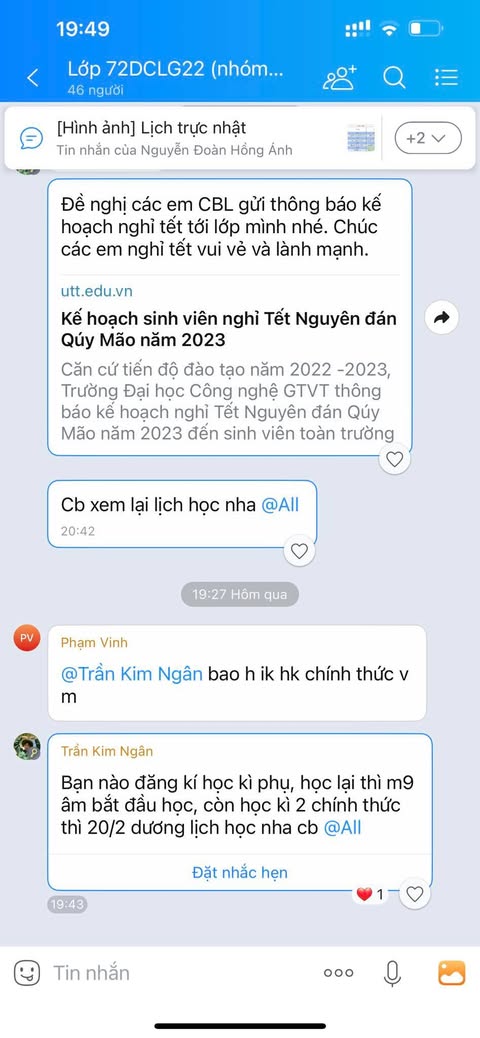 19:49
Lớp 72DCLG22 (nhóm...
46 người
[Hình ảnh] Lịch trực nhật
Tin nhắn của Nguyễn Đoàn Hồng Ánh
+2
Đề nghị các em CBL gửi thông báo kế
hoạch nghỉ tết tới lớp mình nhé. Chúc
các em nghỉ tết vui vẻ và lành mạnh.
utt.edu.vn
Kế hoạch sinh viên nghỉ Tết Nguyên đán
Qúy Mão năm 2023
Căn cứ tiến độ đào tạo năm 2022 -2023,
Trường Đại học Công nghệ GTVT thông
báo kế hoạch nghỉ Tết Nguyên đán Qúy
Mão năm 2023 đến sinh viên toàn trường
Cb xem lại lịch học nha @All
20:42
19:27 Hôm qua
PV
Phạm Vinh
@Trần Kim Ngân bao h ik hk chính thức v
m
Trần Kim Ngân
Bạn nào đăng kí học kì phụ, học lại thì m9
âm bắt đầu học, còn học kì 2 chính thức
thì 20/2 dương lịch học nha cb @All
Đặt nhắc hẹn
1
19:43
Tin nhắn